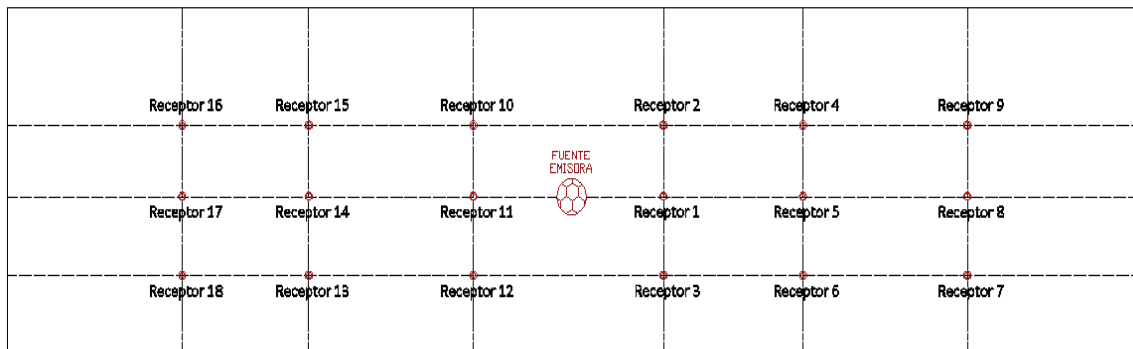 Receptor 16
Receptor 15
Receptor 10
Receptor 2
Receptor 4
Receptor 9
FUENTE
EMISORA
Receptor 17
Receptor 14
Receptor 11
Receptor 1
Receptor 5
Receptor 8
Receptor 18
Receptor 13
Receptor 12
Receptor 3
Receptor 6
Receptor 7